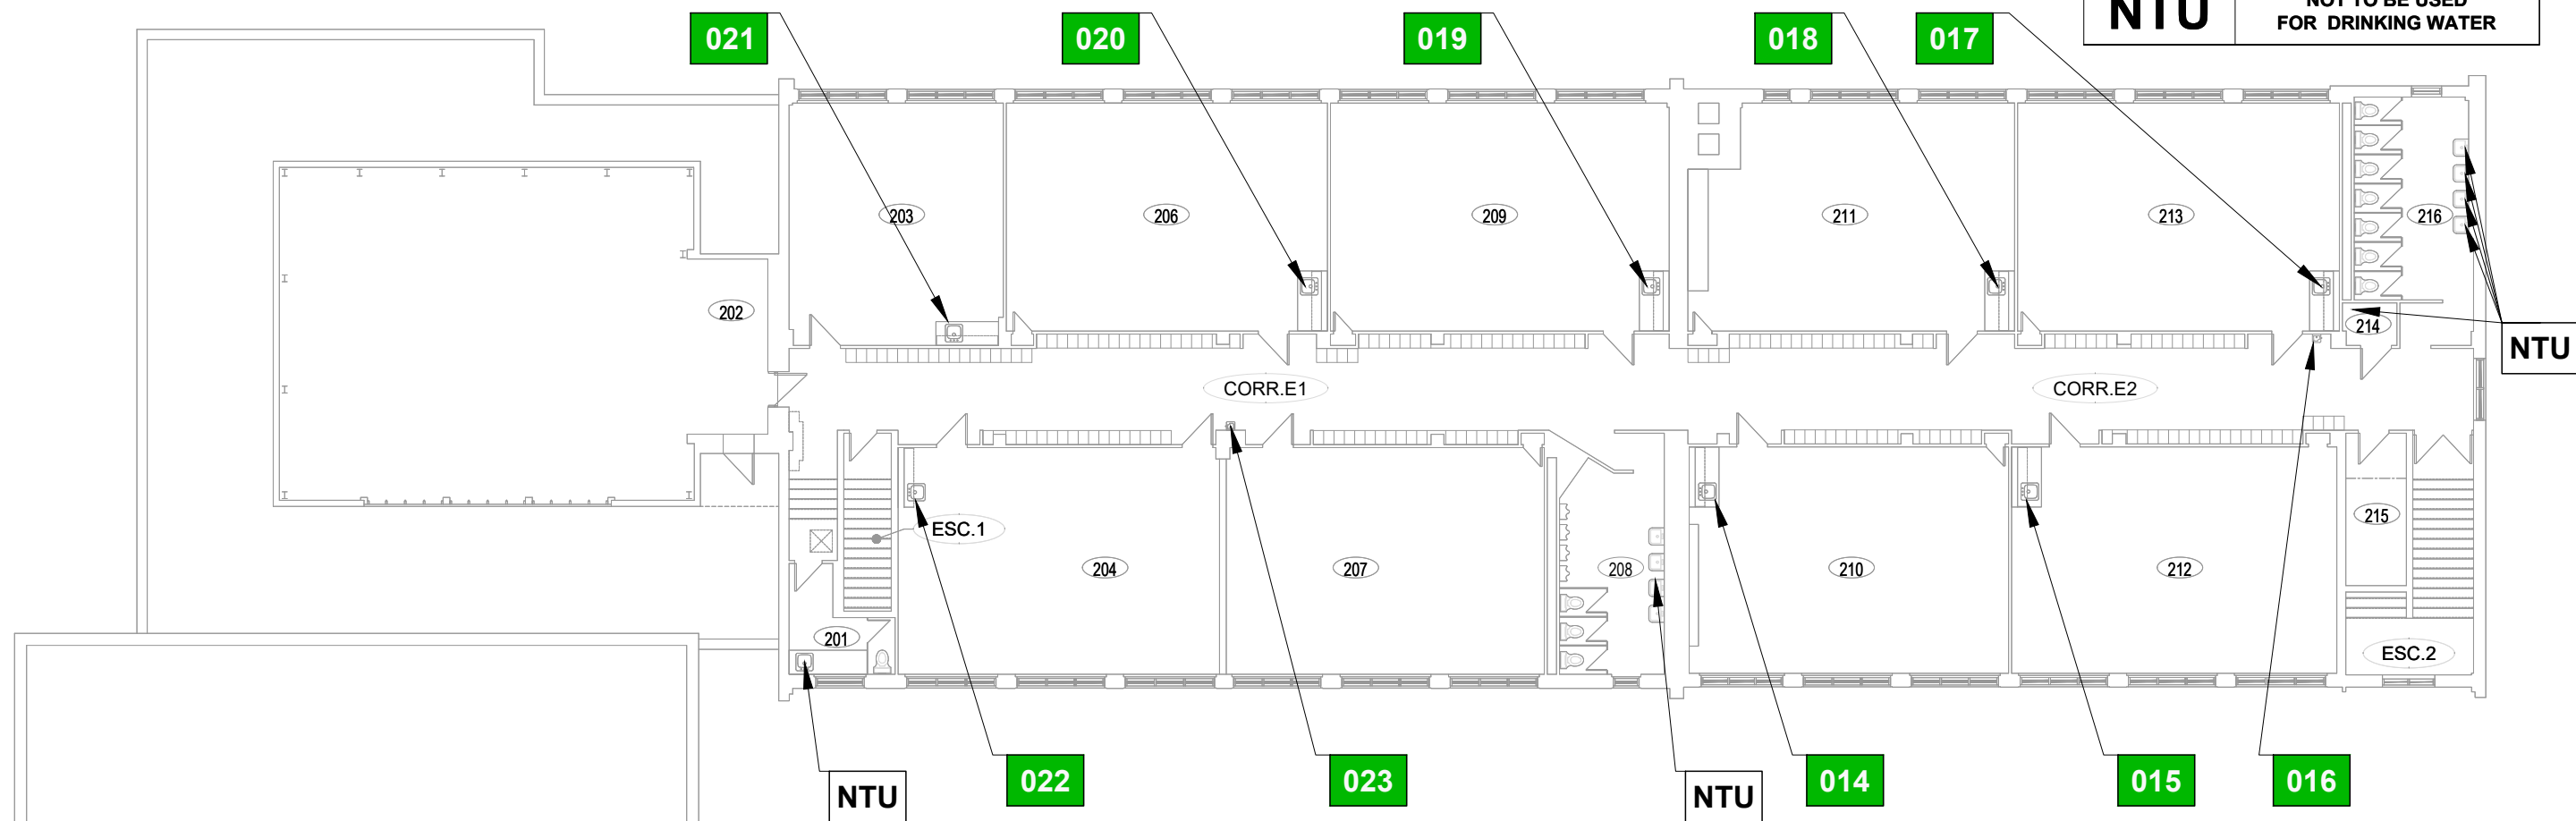 NTU
NOT TO BE USED
FOR DRINKING WATER
021
020
019
018
017
203
206
209
211
213
216
202
214
NTU
CORR.E1
CORR.E2
ESC.1
204
207
208
210
212
215
201
ESC.2
NTU
022
023
NTU
014
015
016